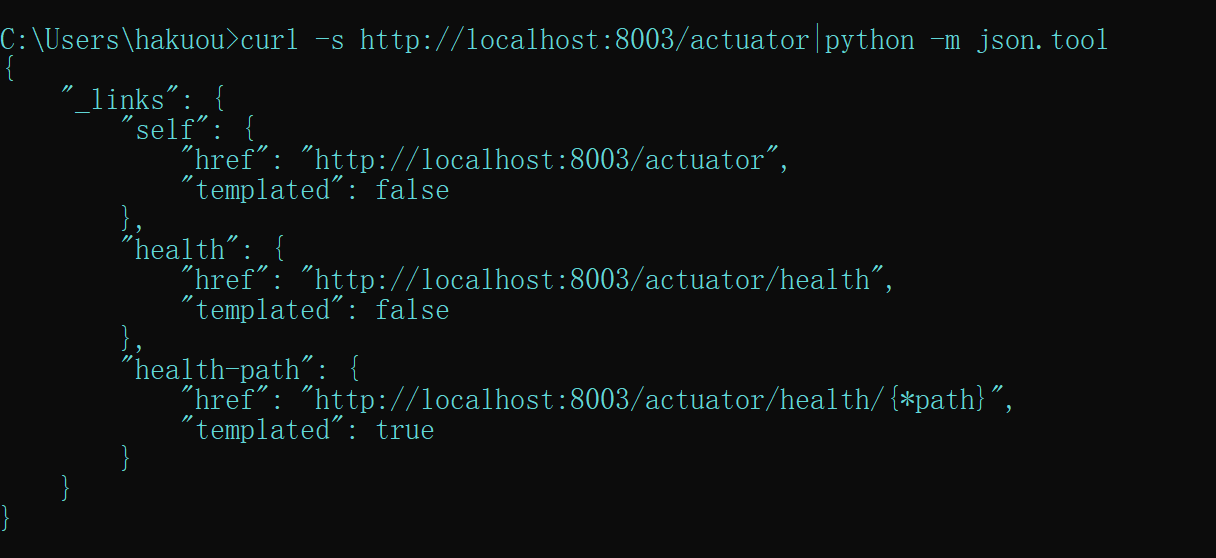 C:\Users\hakuou>curl -s http://localhost:8003/actuator|python -m json.tool
{
    "_links": {
        "self": {
            "href": "http://localhost:8003/actuator",
            "templated": false
        },
        "health": {
            "href": "http://localhost:8003/actuator/health",
            "templated": false
        },
        "health-path": {
            "href": "http://localhost:8003/actuator/health/{*path}",
            "templated": true
        }
    }
}